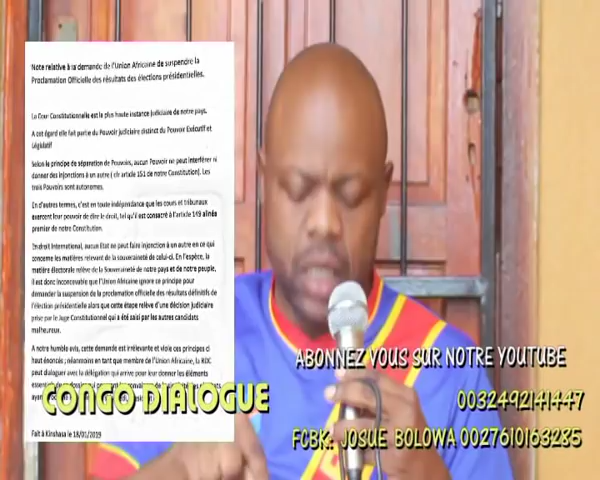 Note relative à la demande de l'Union Africaine de suspendre la
Proclamation Officielle des résultats des élections présidentielles.
La Cour Constitutionnelle est le plus haute instance judiciaire de notre pays.
A cet égard elle fait partie du Pouvoir judiciaire distinct du Pouvoir Exécutif et
Législatif
Selon le principe de séparation de Pouvoirs, aucun Pouvoir ne peut interférer ni
donner des injonctions à un autre ( cfr article 151 de notre Constitution). Les
trois Pouvoirs sont autonomes.
En d'autres termes, c'est en toute indépendance que les cours et tribunaux
exercent leur pouvoir de dire le droit, tel qu'il est consacré à l'article 149 alinéa
premier de notre Constitution.
En droit International, aucun Etat ne peut faire injonction à un autre en ce qui
concerne les matières relevant de la souveraineté de celui-ci. En l'espèce, la
matière électorale relève de la Souveraineté de notre pays et de notre peuple.
Il est donc inconcevable que l'Union Africaine ignore ce principe pour
demander la suspension de la proclamation officielle des résultats définitifs de
l'élection présidentielle alors que cette étape relève d'une décision judiciaire
prise par le Juge Constitutionnel qui a été saisi par les autres candidats
malheureux.
A notre humble avis, cette demande est irrelevante et viole ces principes ci
haut énoncés ; néanmoins en tant que membre de l'Union Africaine, la RDC
peut dialoguer avec la délégation qui arrive pour leur donner les éléments
Fait à Kinshasa le 18/01/2019
CONGO DIALOGUE
ABONNEZ VOUS SUR NOTRE YOUTUBE
0032492141447
FCBK: JOSUE BOLOWA 0027610163285